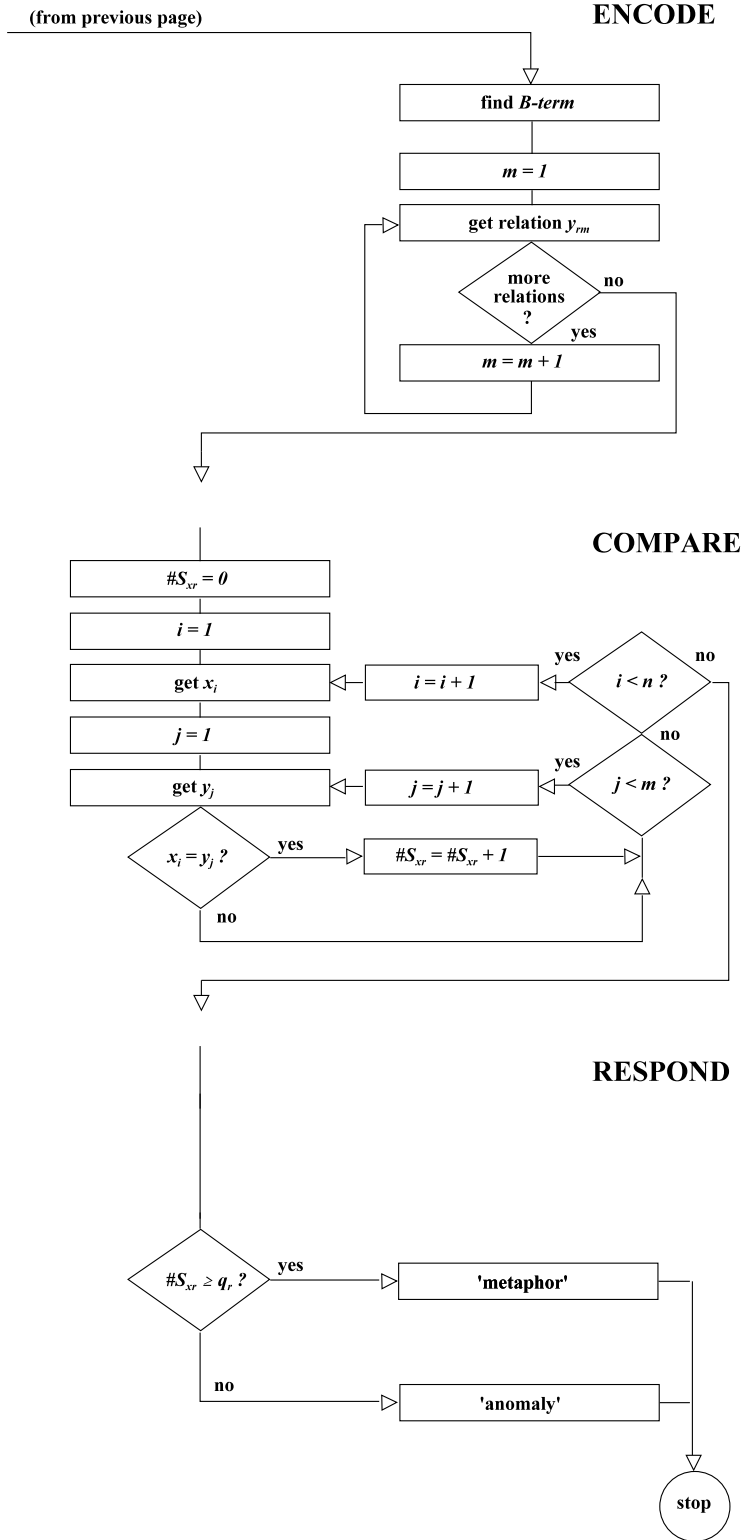 (from previous page)
ENCODE
find B-term
m = 1
get relation y_rm
more
relations
?
no
yes
m = m + 1
COMPARE
#S_xr = 0
i = 1
get x_i
i = i + 1
yes
i < n ?
no
j = 1
no
get y_j
j = j + 1
yes
j < m ?
x_i = y_j ?
yes
#S_xr = #S_xr + 1
no
RESPOND
#S_xr ≥ q_r ?
yes
'metaphor'
no
'anomaly'
stop